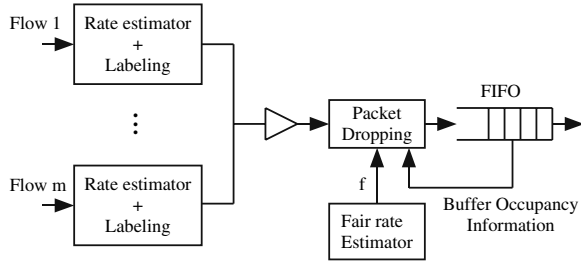 Flow 1
Rate estimator
+
Labeling
Flow m
Rate estimator
+
Labeling
Packet
Dropping
FIFO
f
Fair rate
Estimator
Buffer Occupancy
Information